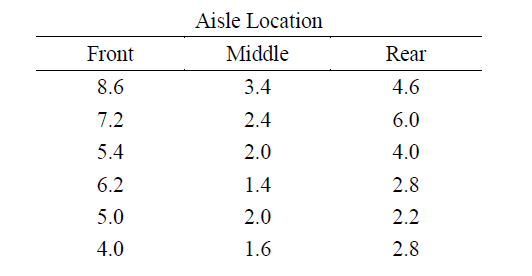 Aisle Location
Front Middle Rear
8.6 3.4 4.6
7.2 2.4 6.0
5.4 2.0 4.0
6.2 1.4 2.8
5.0 2.0 2.2
4.0 1.6 2.8